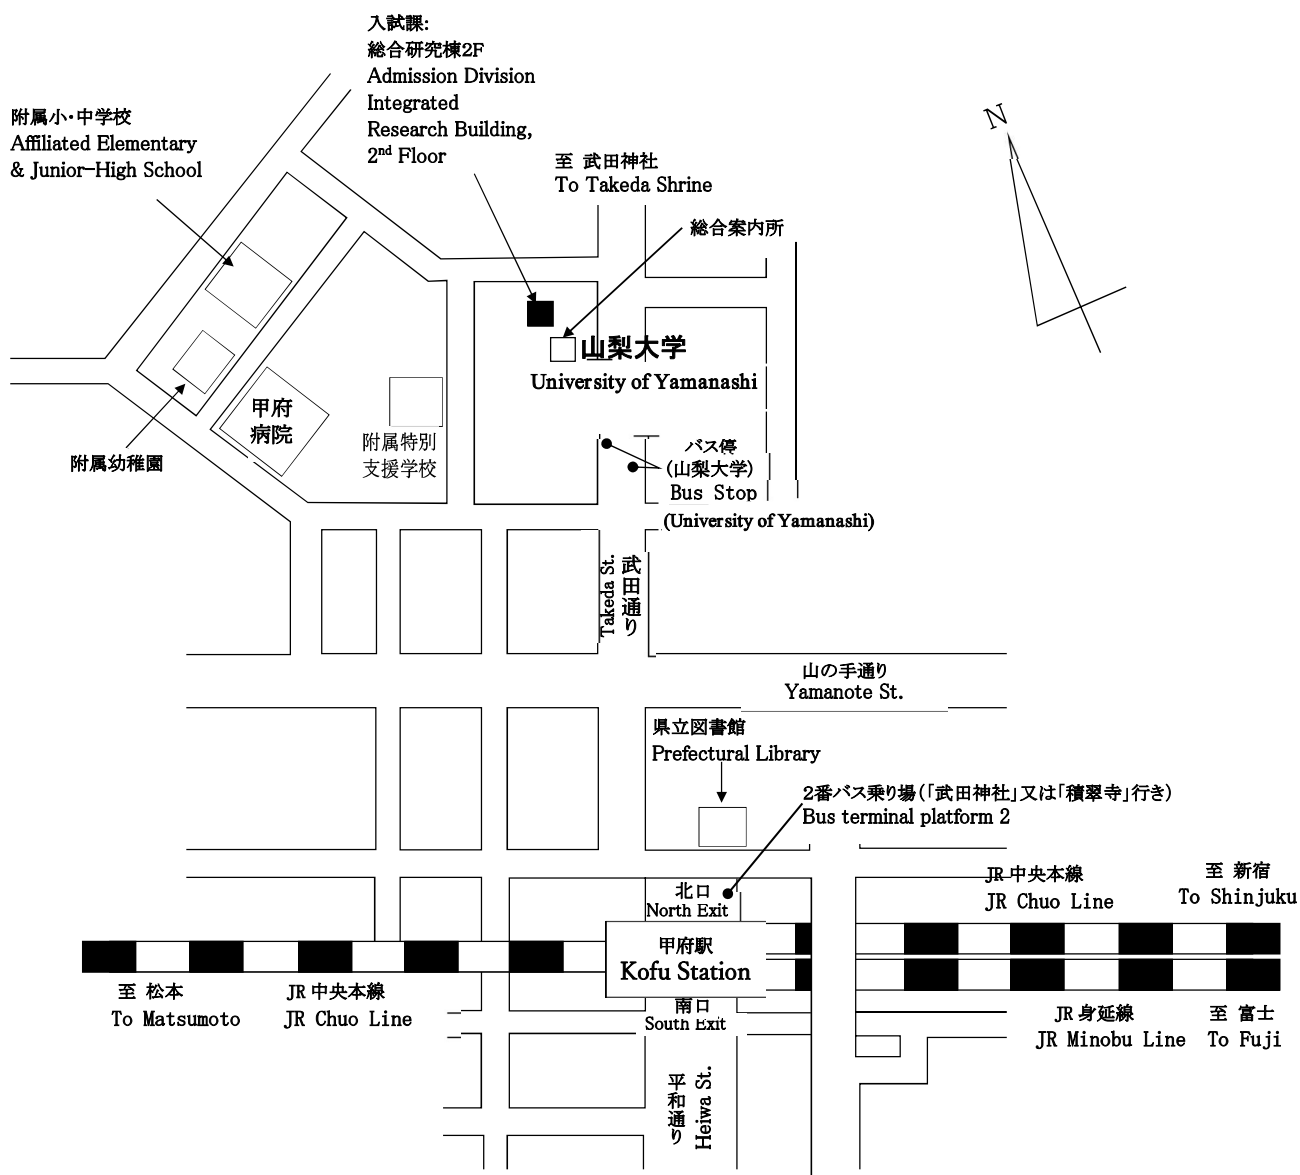 入試課:
総合研究棟2F
Admission Division
Integrated
Research Building,
2nd Floor
附属小・中学校
Affiliated Elementary
& Junior-High School
至 武田神社
To Takeda Shrine
総合案内所
N
山梨大学
University of Yamanashi
甲府
病院
附属特別
支援学校
附属幼稚園
バス停
(山梨大学)
Bus Stop
(University of Yamanashi)
武田通り
Takeda St.
山の手通り
Yamanote St.
県立図書館
Prefectural Library
2番バス乗り場(「武田神社」又は「積翠寺」行き)
Bus terminal platform 2
北口
North Exit
JR 中央本線
JR Chuo Line
至 新宿
To Shinjuku
甲府駅
Kofu Station
至 松本
To Matsumoto
JR 中央本線
JR Chuo Line
南口
South Exit
JR 身延線
JR Minobu Line
至 富士
To Fuji
平和通り
Heiwa St.